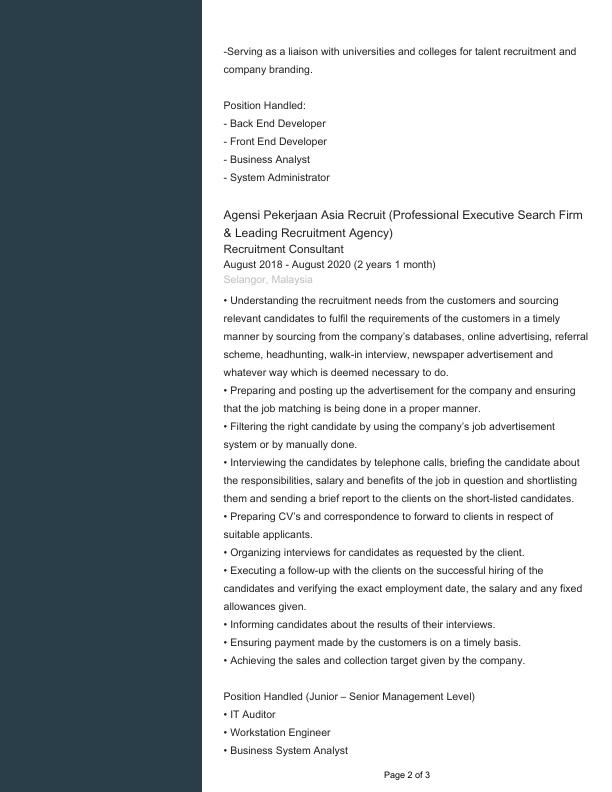 -Serving as a liaison with universities and colleges for talent recruitment and
company branding.
Position Handled:
- Back End Developer
- Front End Developer
- Business Analyst
- System Administrator
Agensi Pekerjaan Asia Recruit (Professional Executive Search Firm
& Leading Recruitment Agency)
Recruitment Consultant
August 2018 - August 2020 (2 years 1 month)
Selangor, Malaysia
• Understanding the recruitment needs from the customers and sourcing
relevant candidates to fulfil the requirements of the customers in a timely
manner by sourcing from the company's databases, online advertising, referral
scheme, headhunting, walk-in interview, newspaper advertisement and
whatever way which is deemed necessary to do.
• Preparing and posting up the advertisement for the company and ensuring
that the job matching is being done in a proper manner.
• Filtering the right candidate by using the company's job advertisement
system or by manually done.
• Interviewing the candidates by telephone calls, briefing the candidate about
the responsibilities, salary and benefits of the job in question and shortlisting
them and sending a brief report to the clients on the short-listed candidates.
• Preparing CV's and correspondence to forward to clients in respect of
suitable applicants.
• Organizing interviews for candidates as requested by the client.
• Executing a follow-up with the clients on the successful hiring of the
candidates and verifying the exact employment date, the salary and any fixed
allowances given.
• Informing candidates about the results of their interviews.
• Ensuring payment made by the customers is on a timely basis.
• Achieving the sales and collection target given by the company.
Position Handled (Junior – Senior Management Level)
• IT Auditor
• Workstation Engineer
• Business System Analyst
Page 2 of 3